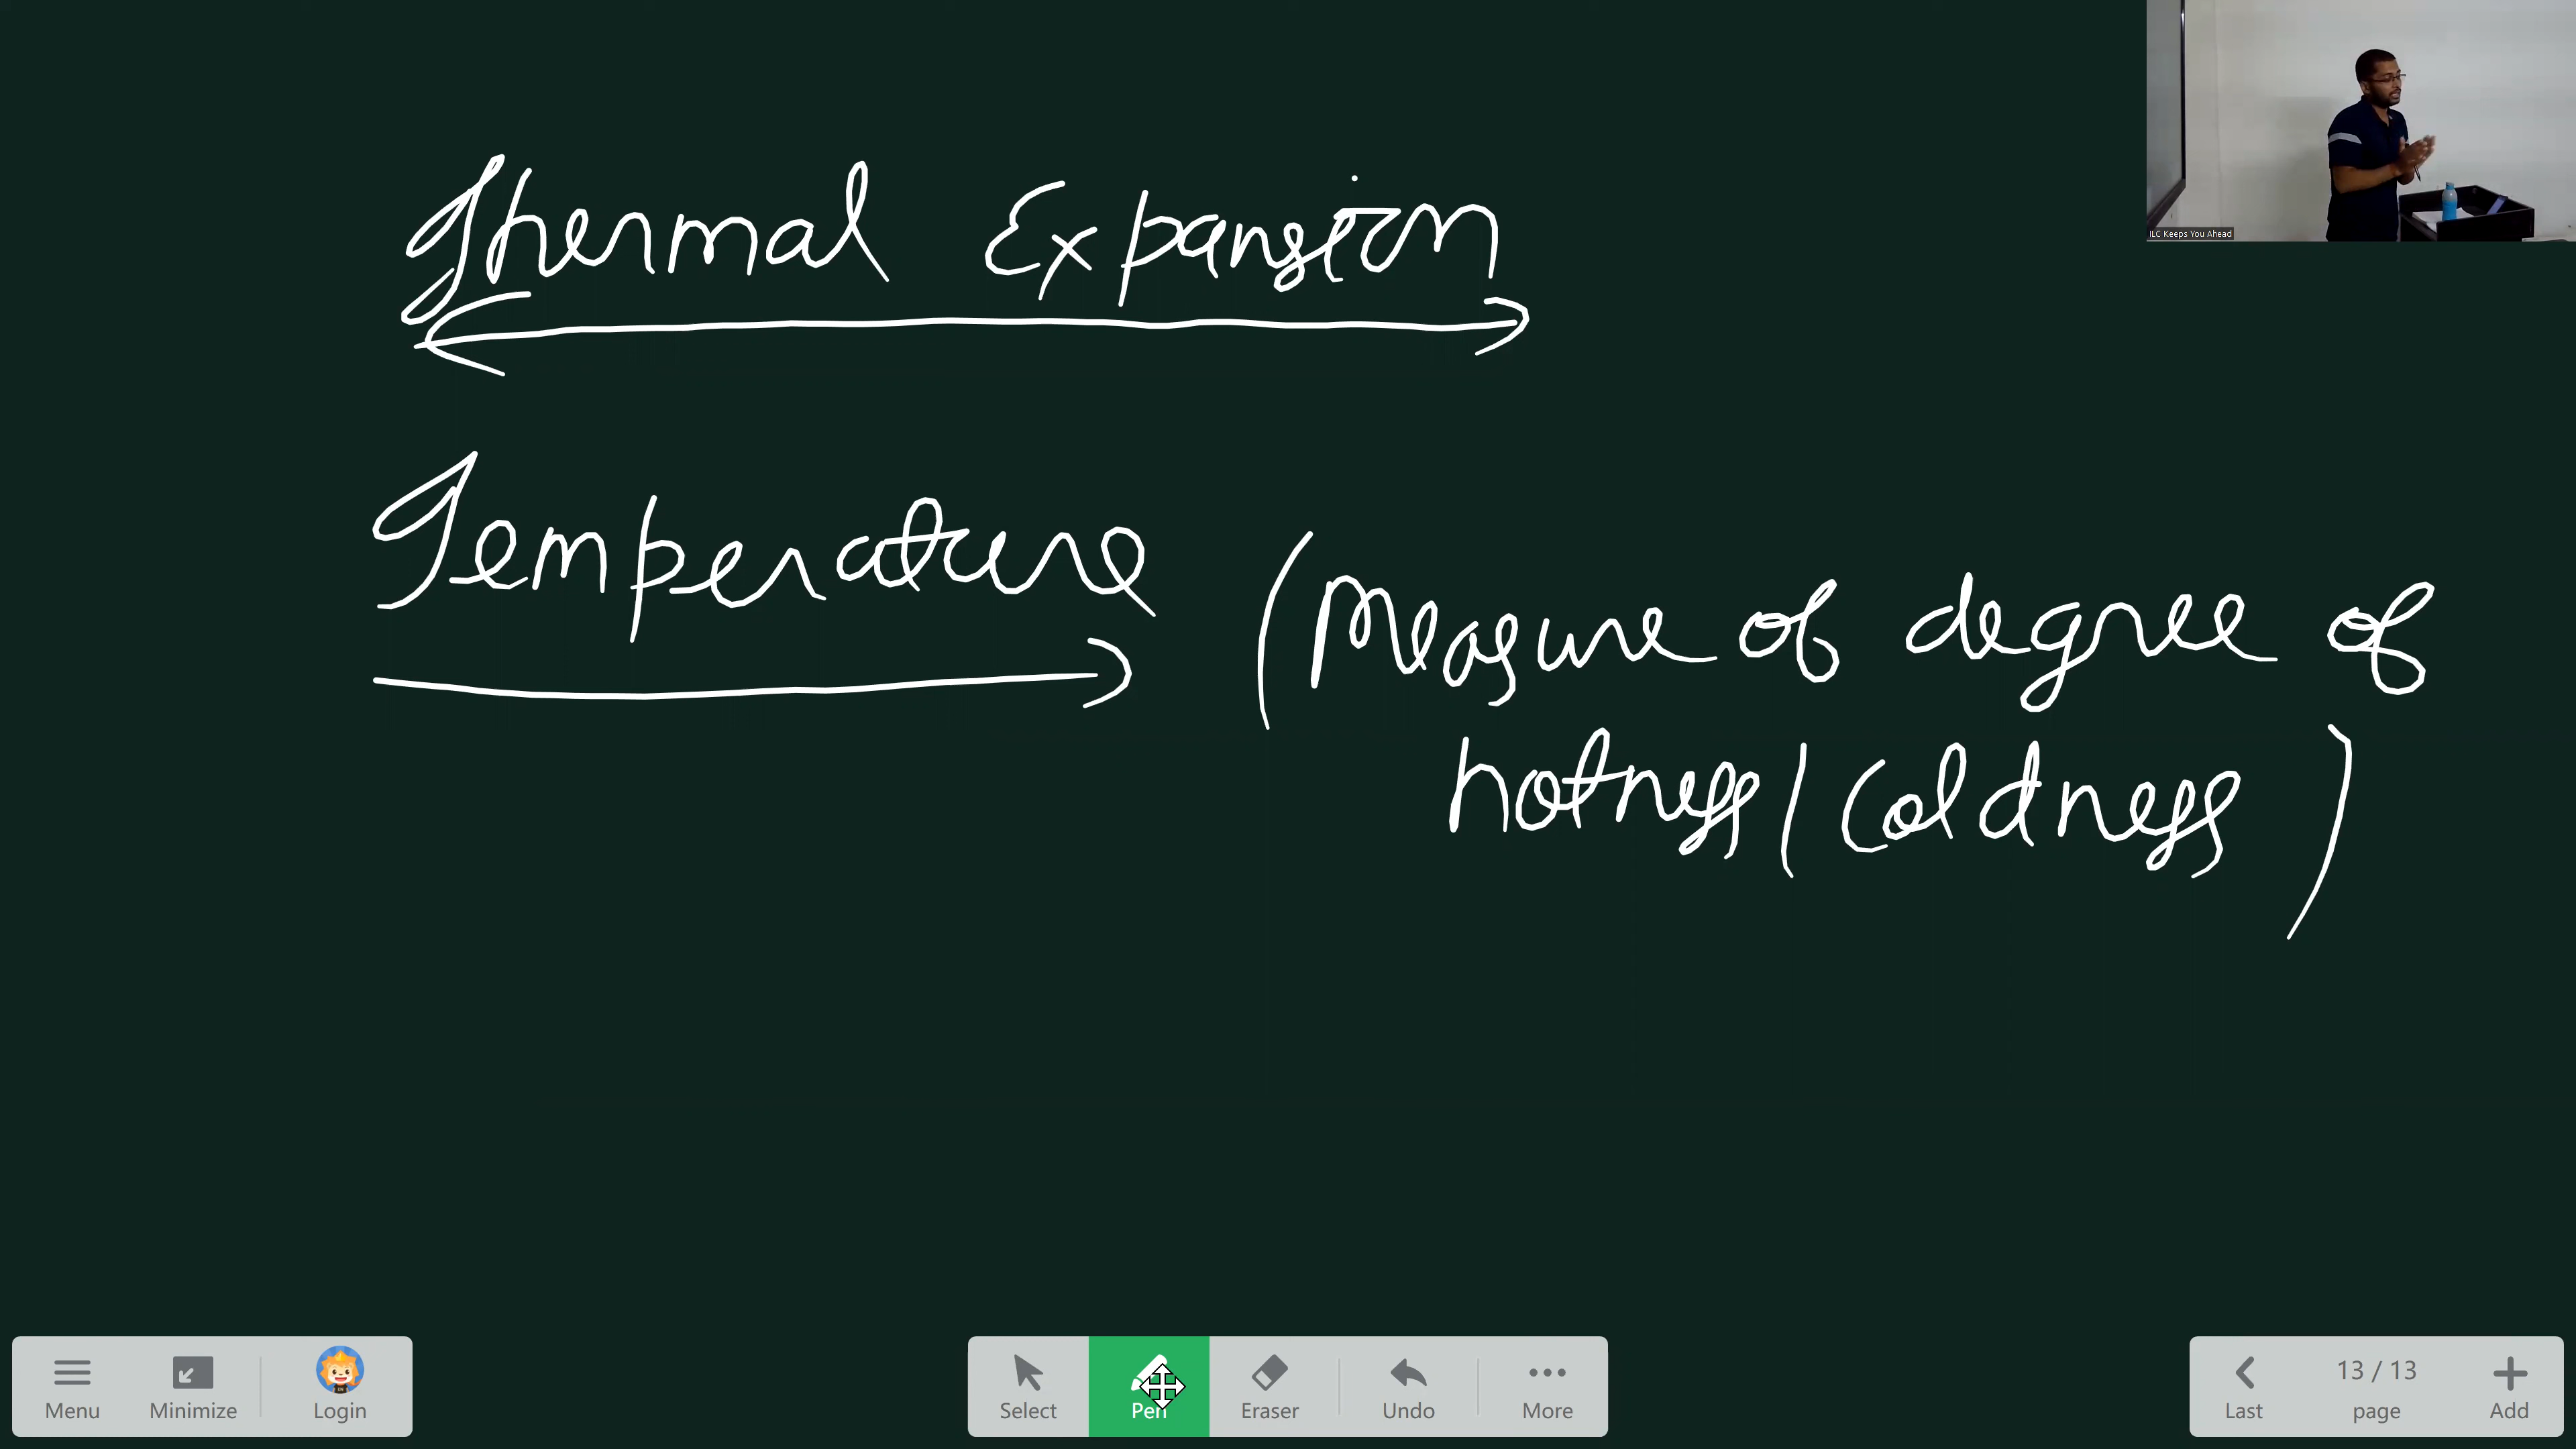 ILC Keeps You Ahead
Thermal Expansion
Temperature
(Measure of degree of
hotness/Coldness)
Menu
Minimize
Login
Select
Pen
Eraser
Undo
More
Last
13 / 13
page
Add